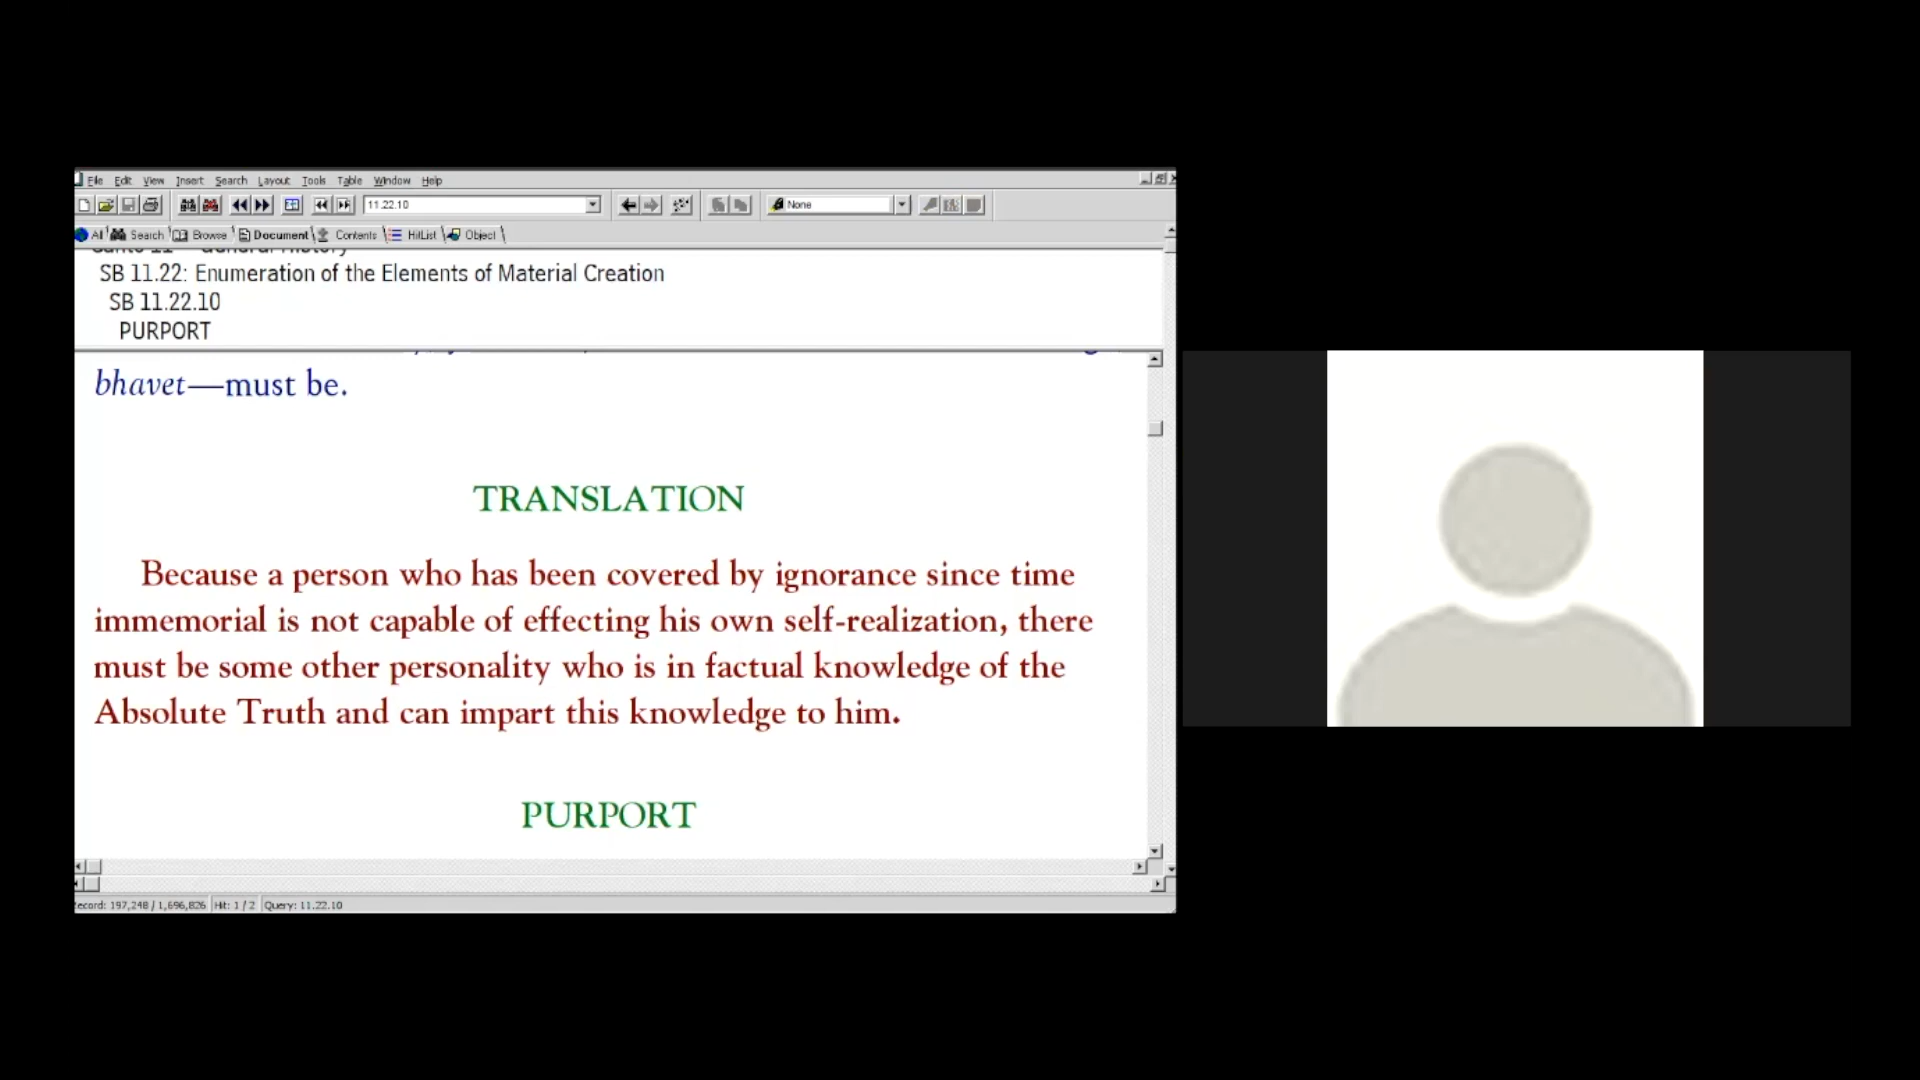 File Edit View Insert Search Layout Tools Table Window Help
11.22.10 None
All Search Browse Document Contents HitList Object
Canto 11 General History
SB 11.22: Enumeration of the Elements of Material Creation
SB 11.22.10
PURPORT
bhavet—must be.
TRANSLATION
Because a person who has been covered by ignorance since time
immemorial is not capable of effecting his own self-realization, there
must be some other personality who is in factual knowledge of the
Absolute Truth and can impart this knowledge to him.
PURPORT
ecord: 197,248 / 1,696,826 Hit: 1 / 2 Query: 11.22.10